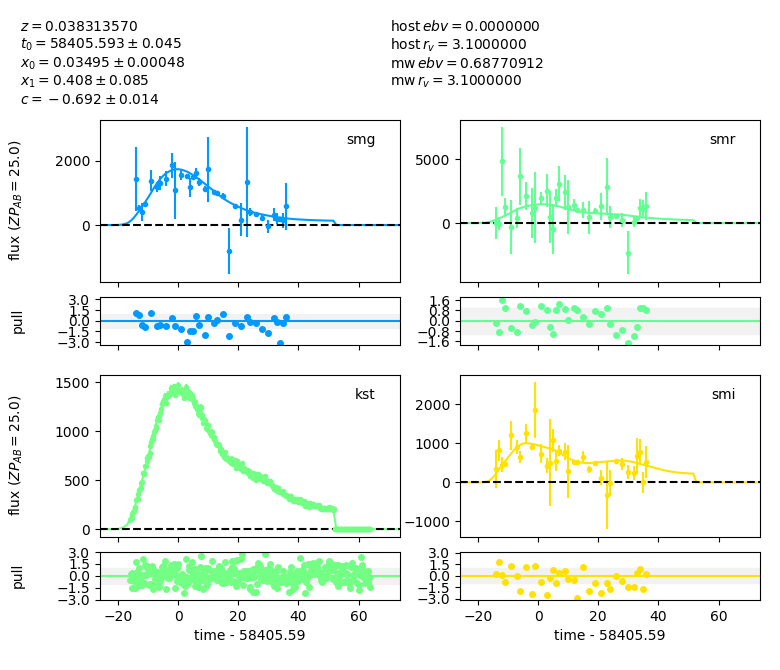 z = 0.038313570
t0 = 58405.593 ± 0.045
x0 = 0.03495 ± 0.00048
x1 = 0.408 ± 0.085
c = −0.692 ± 0.014
host ebv = 0.0000000
host rv = 3.1000000
mw ebv = 0.68770912
mw rv = 3.1000000
flux (ZPAB = 25.0)
smg
2000
0
smr
5000
0
pull
3.0
1.5
0.0
−1.5
−3.0
1.6
0.8
0.0
−0.8
−1.6
flux (ZPAB = 25.0)
kst
1500
1000
500
0
smi
2000
1000
0
−1000
pull
3.0
1.5
0.0
−1.5
−3.0
3.0
1.5
0.0
−1.5
−3.0
−20 0 20 40 60
−20 0 20 40 60
time - 58405.59
time - 58405.59